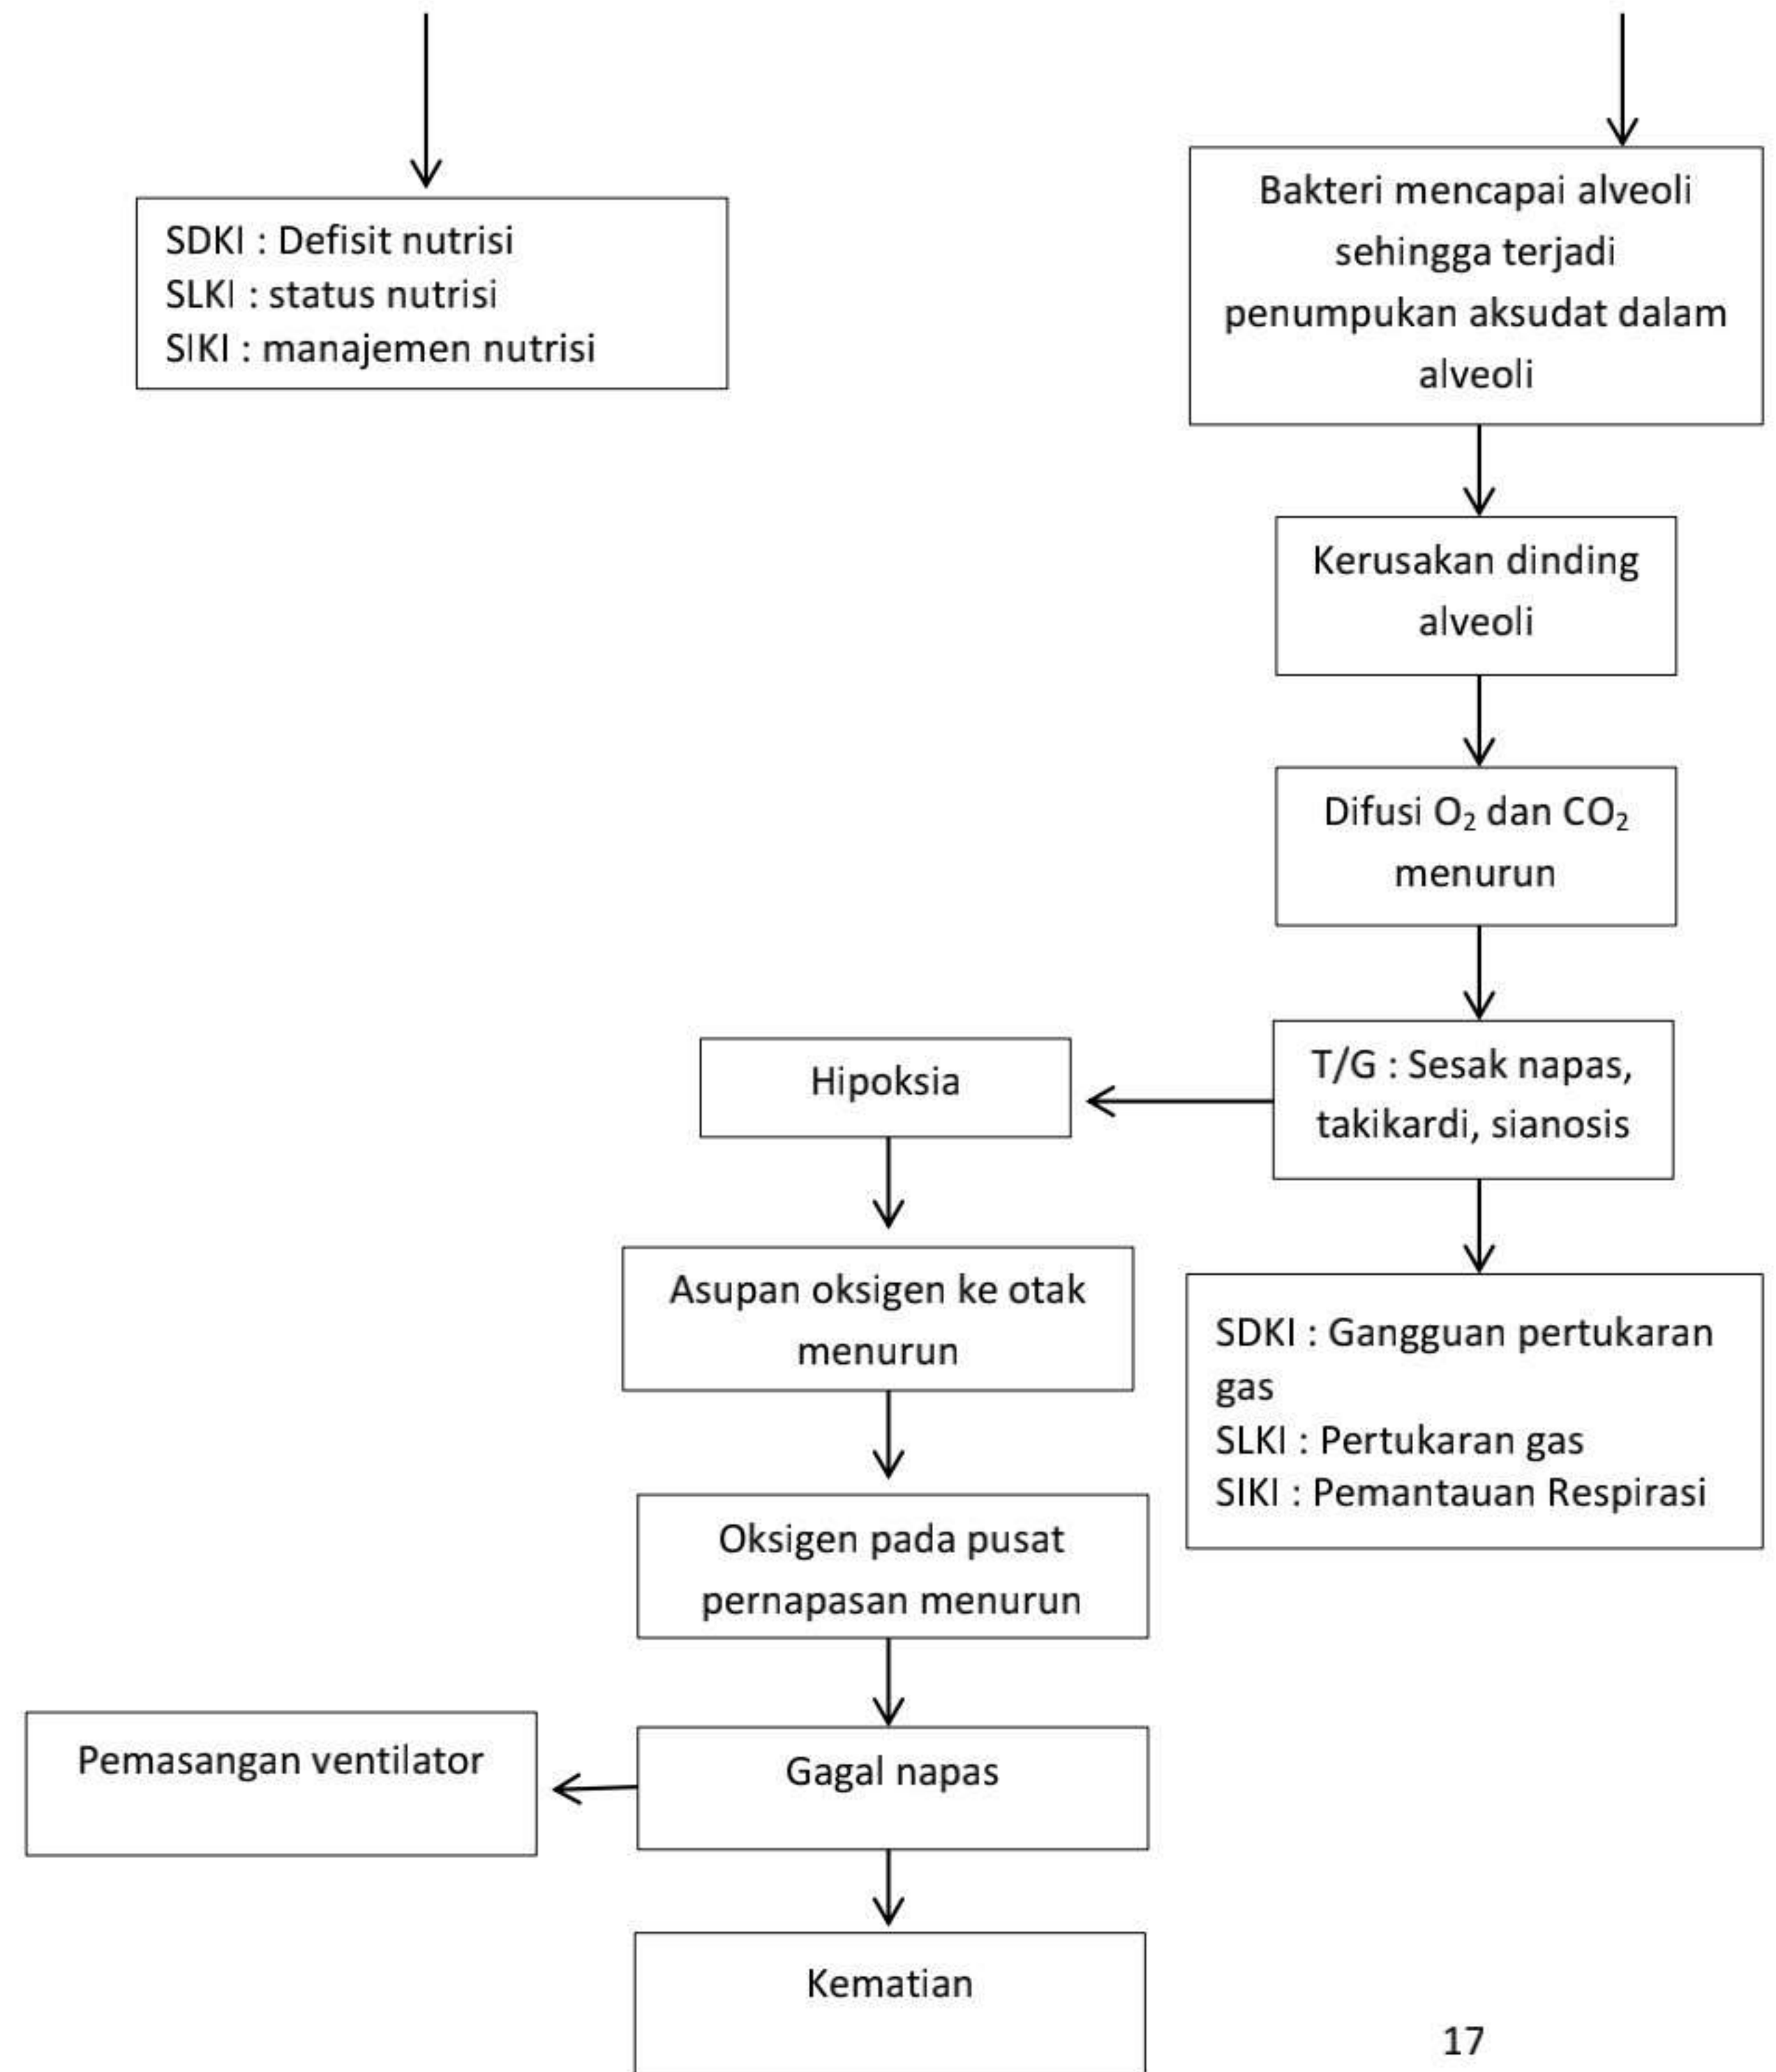 SDKI : Defisit nutrisi
SLKI : status nutrisi
SIKI : manajemen nutrisi
Bakteri mencapai alveoli
sehingga terjadi
penumpukan aksudat dalam
alveoli
Kerusakan dinding
alveoli
Difusi O₂ dan CO₂
menurun
T/G : Sesak napas,
takikardi, sianosis
Hipoksia
Asupan oksigen ke otak
menurun
SDKI : Gangguan pertukaran
gas
SLKI : Pertukaran gas
SIKI : Pemantauan Respirasi
Oksigen pada pusat
pernapasan menurun
Gagal napas
Pemasangan ventilator
Kematian
17